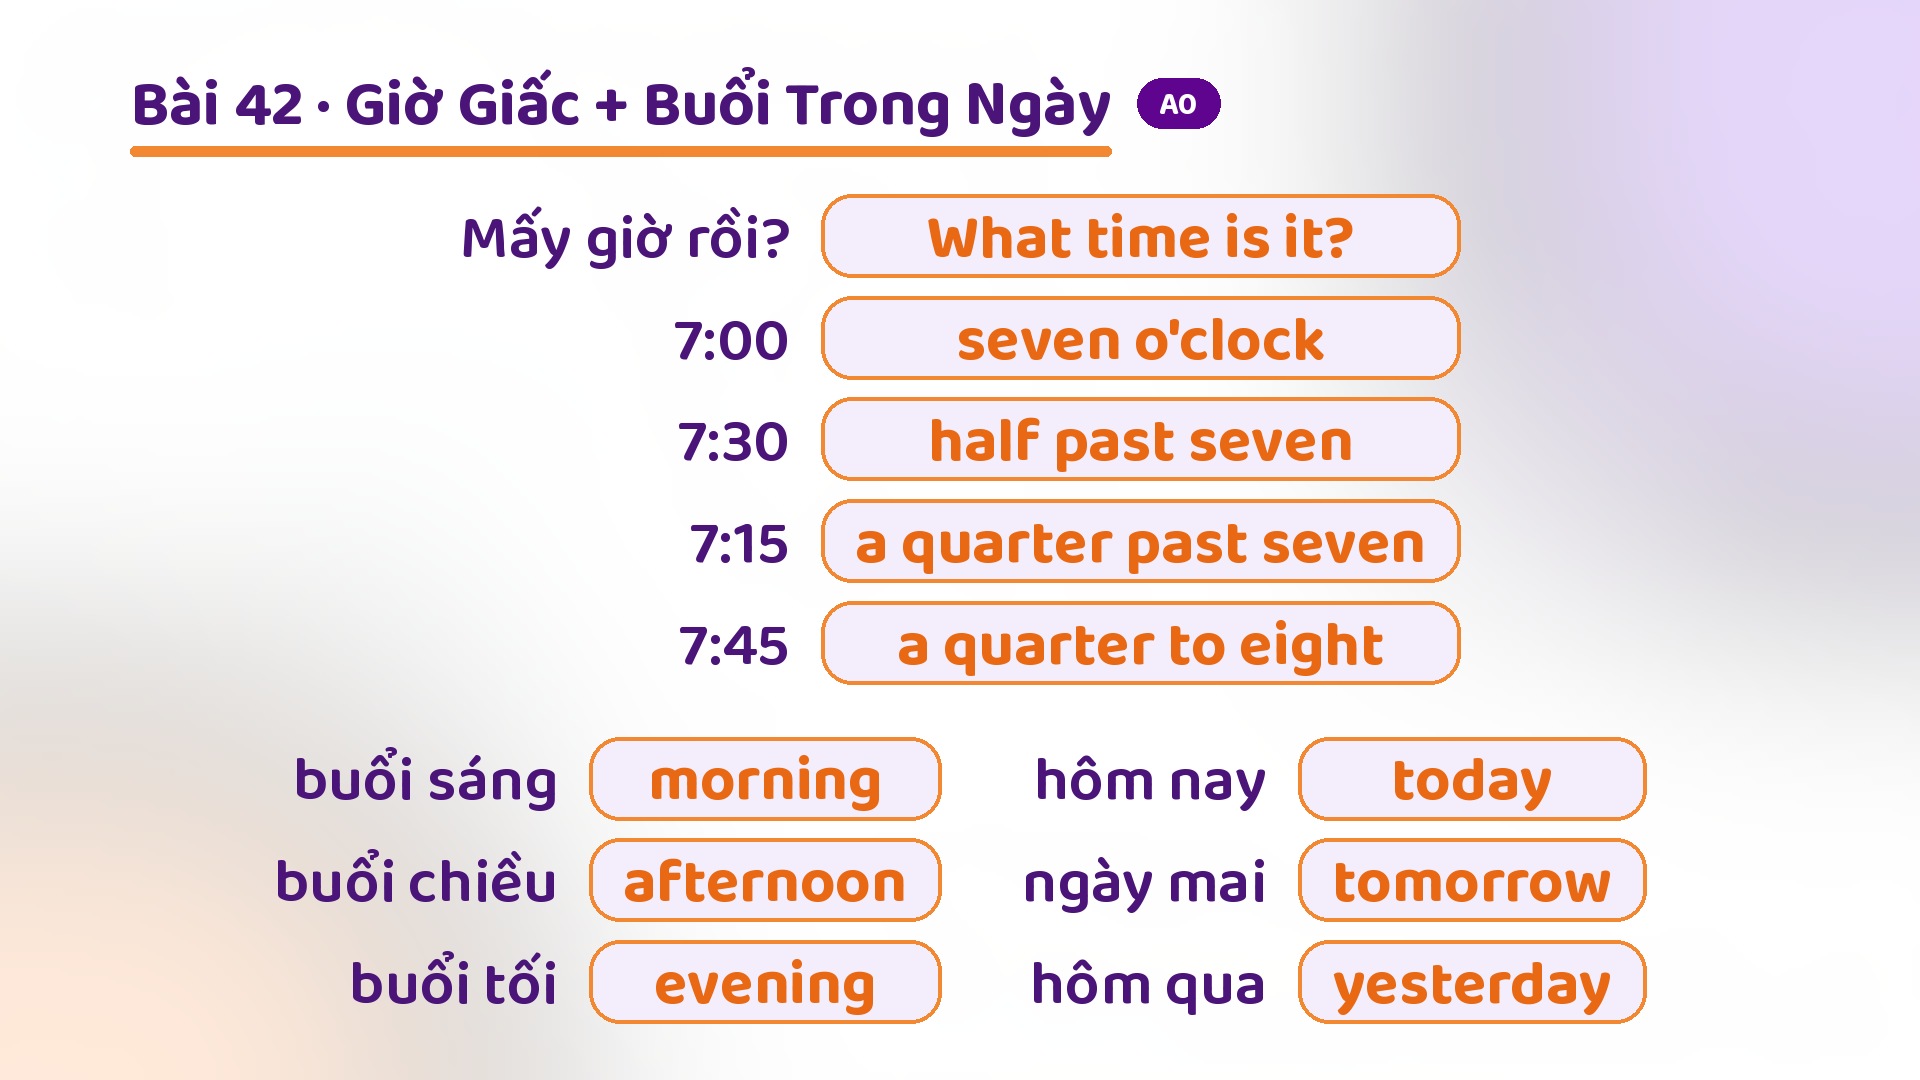 Bài 42 · Giờ Giấc + Buổi Trong Ngày A0
Mấy giờ rồi? What time is it?
7:00 seven o'clock
7:30 half past seven
7:15 a quarter past seven
7:45 a quarter to eight
buổi sáng morning hôm nay today
buổi chiều afternoon ngày mai tomorrow
buổi tối evening hôm qua yesterday